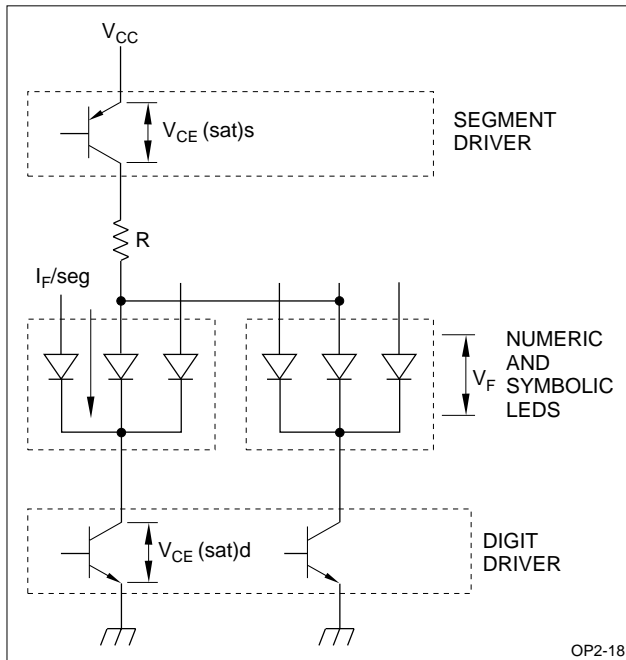 VCC
VCE (sat)s
SEGMENT
DRIVER
R
IF/seg
VF
NUMERIC
AND
SYMBOLIC
LEDS
VCE (sat)d
DIGIT
DRIVER
OP2-18